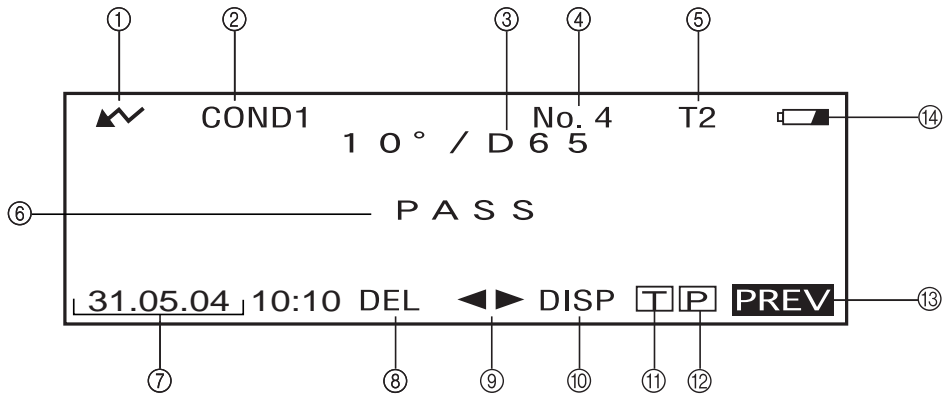 ① ② ③ ④ ⑤
COND1 No. 4 T2
⑭
10°/D65
⑥ PASS
31.05.04 10:10 DEL ◀▶ DISP T P PREV ⑬
⑦ ⑧ ⑨ ⑩ ⑪ ⑫